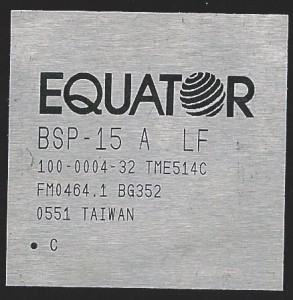 EQUATOR
BSP-15 A LF
100-0004-32 TME514C
FM0464.1 BG352
0551 TAIWAN
• C